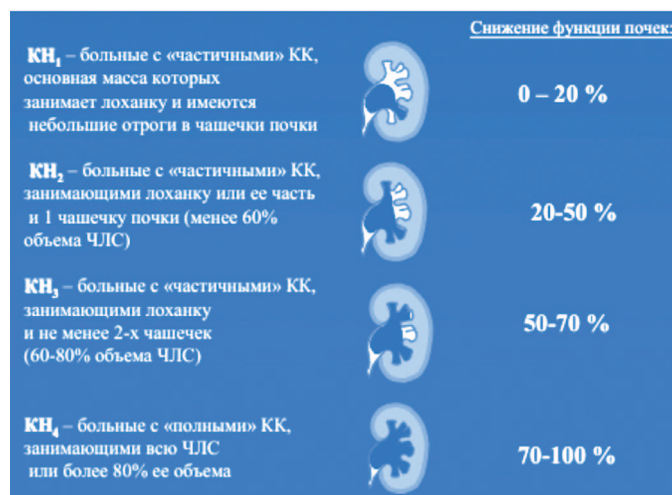 Снижение функции почек:
КН1 – больные с «частичными» КК,
основная масса которых
занимает лоханку и имеются
небольшие отроги в чашечки почки
0 – 20 %
КН2 – больные с «частичными» КК,
занимающими лоханку или ее часть
и 1 чашечку почки (менее 60%
объема ЧЛС)
20-50 %
КН3 – больные с «частичными» КК,
занимающими лоханку
и не менее 2-х чашечек
(60-80% объема ЧЛС)
50-70 %
КН4 – больные с «полными» КК,
занимающими всю ЧЛС
или более 80% ее объема
70-100 %